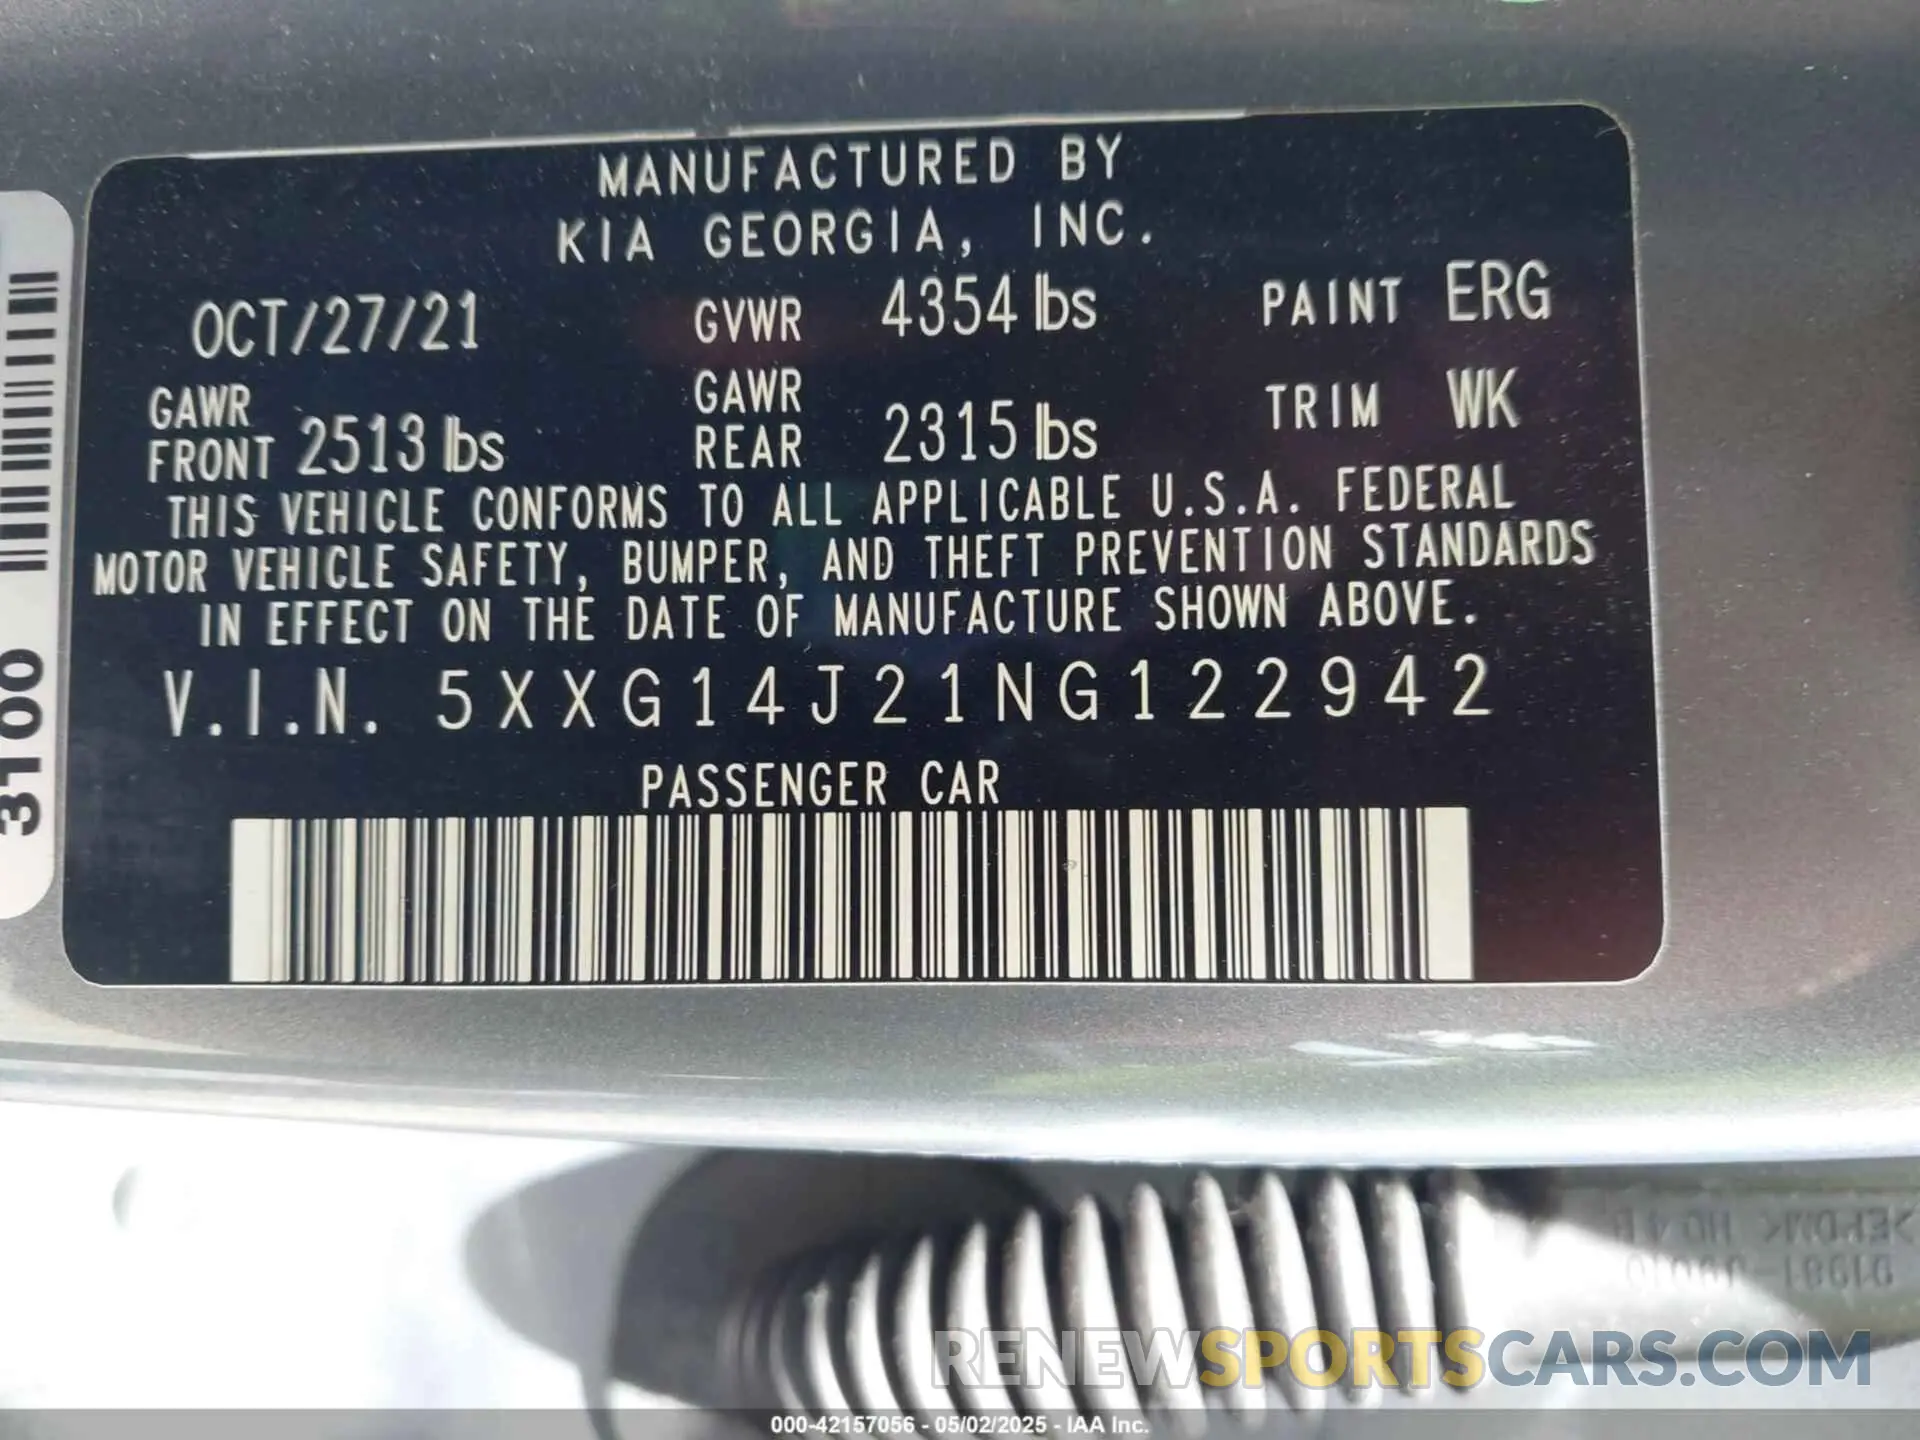 MANUFACTURED BY
KIA GEORGIA, INC.
OCT/27/21 GVWR 4354 lbs PAINT ERG
GAWR FRONT 2513 lbs GAWR REAR 2315 lbs TRIM WK
THIS VEHICLE CONFORMS TO ALL APPLICABLE U.S.A. FEDERAL
MOTOR VEHICLE SAFETY, BUMPER, AND THEFT PREVENTION STANDARDS
IN EFFECT ON THE DATE OF MANUFACTURE SHOWN ABOVE.
V.I.N. 5XXG14J21NG122942
PASSENGER CAR
3100
>EPDM<
RENEWSPORTSCARS.COM
000-42157056 - 05/02/2025 - IAA Inc.